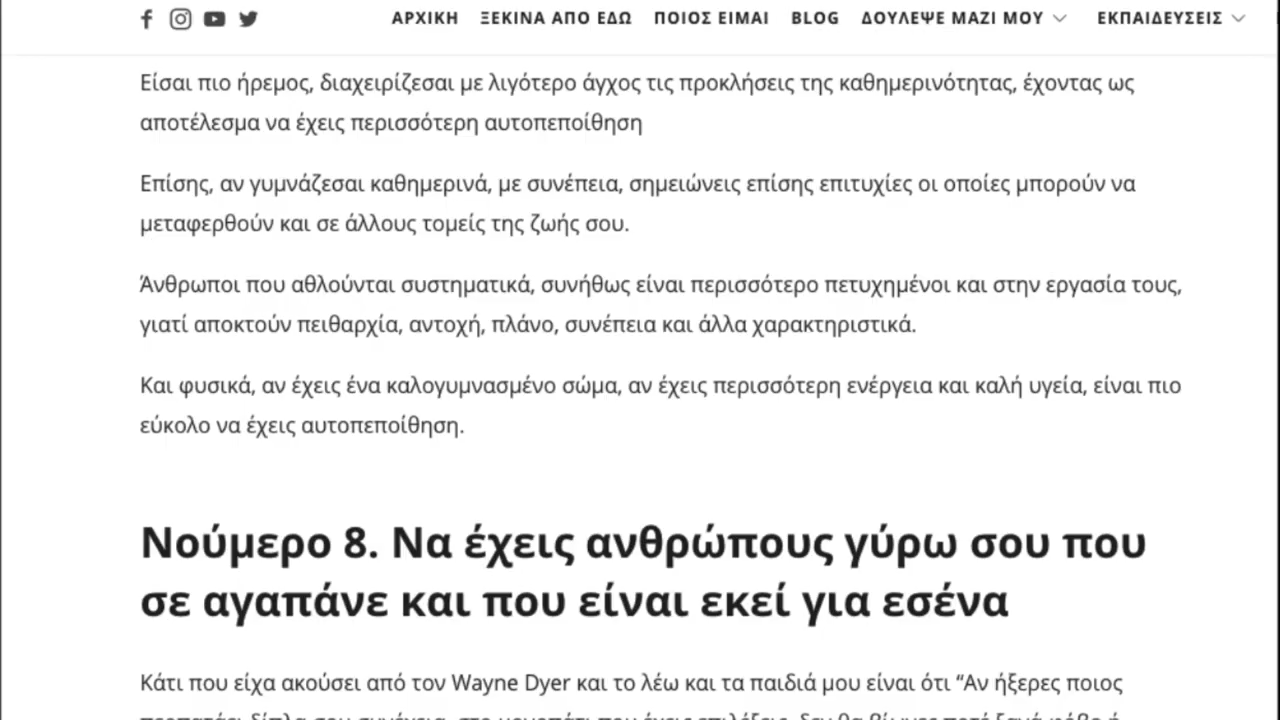 ΑΡΧΙΚΗ ΞΕΚΙΝΑ ΑΠΟ ΕΔΩ ΠΟΙΟΣ ΕΙΜΑΙ BLOG ΔΟΥΛΕΨΕ ΜΑΖΙ ΜΟΥ ΕΚΠΑΙΔΕΥΣΕΙΣ
Είσαι πιο ήρεμος, διαχειρίζεσαι με λιγότερο άγχος τις προκλήσεις της καθημερινότητας, έχοντας ως
αποτέλεσμα να έχεις περισσότερη αυτοπεποίθηση
Επίσης, αν γυμνάζεσαι καθημερινά, με συνέπεια, σημειώνεις επίσης επιτυχίες οι οποίες μπορούν να
μεταφερθούν και σε άλλους τομείς της ζωής σου.
Άνθρωποι που αθλούνται συστηματικά, συνήθως είναι περισσότερο πετυχημένοι και στην εργασία τους,
γιατί αποκτούν πειθαρχία, αντοχή, πλάνο, συνέπεια και άλλα χαρακτηριστικά.
Και φυσικά, αν έχεις ένα καλογυμνασμένο σώμα, αν έχεις περισσότερη ενέργεια και καλή υγεία, είναι πιο
εύκολο να έχεις αυτοπεποίθηση.
Νούμερο 8. Να έχεις ανθρώπους γύρω σου που
σε αγαπάνε και που είναι εκεί για εσένα
Κάτι που είχα ακούσει από τον Wayne Dyer και το λέω και τα παιδιά μου είναι ότι “Αν ήξερες ποιος